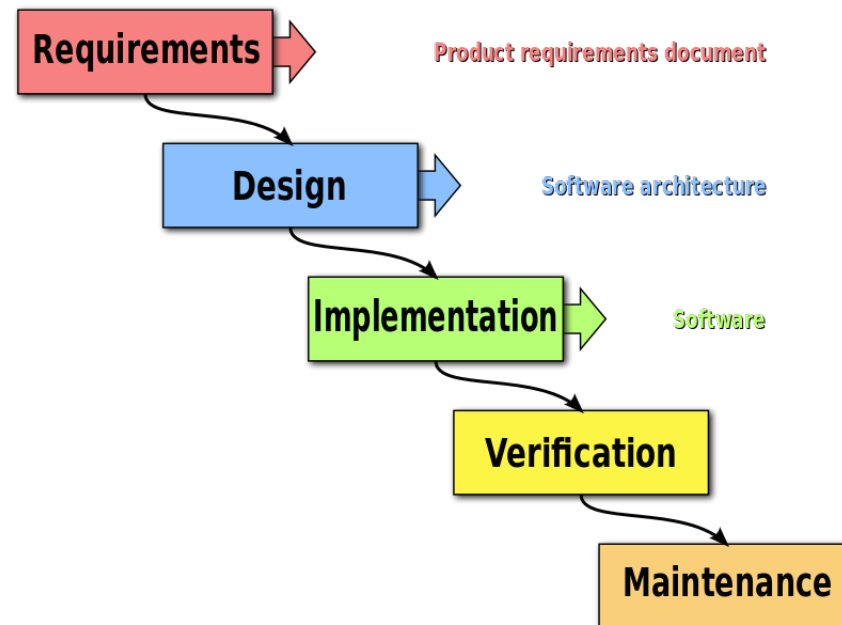 Requirements
Product requirements document
Design
Software architecture
Implementation
Software
Verification
Maintenance